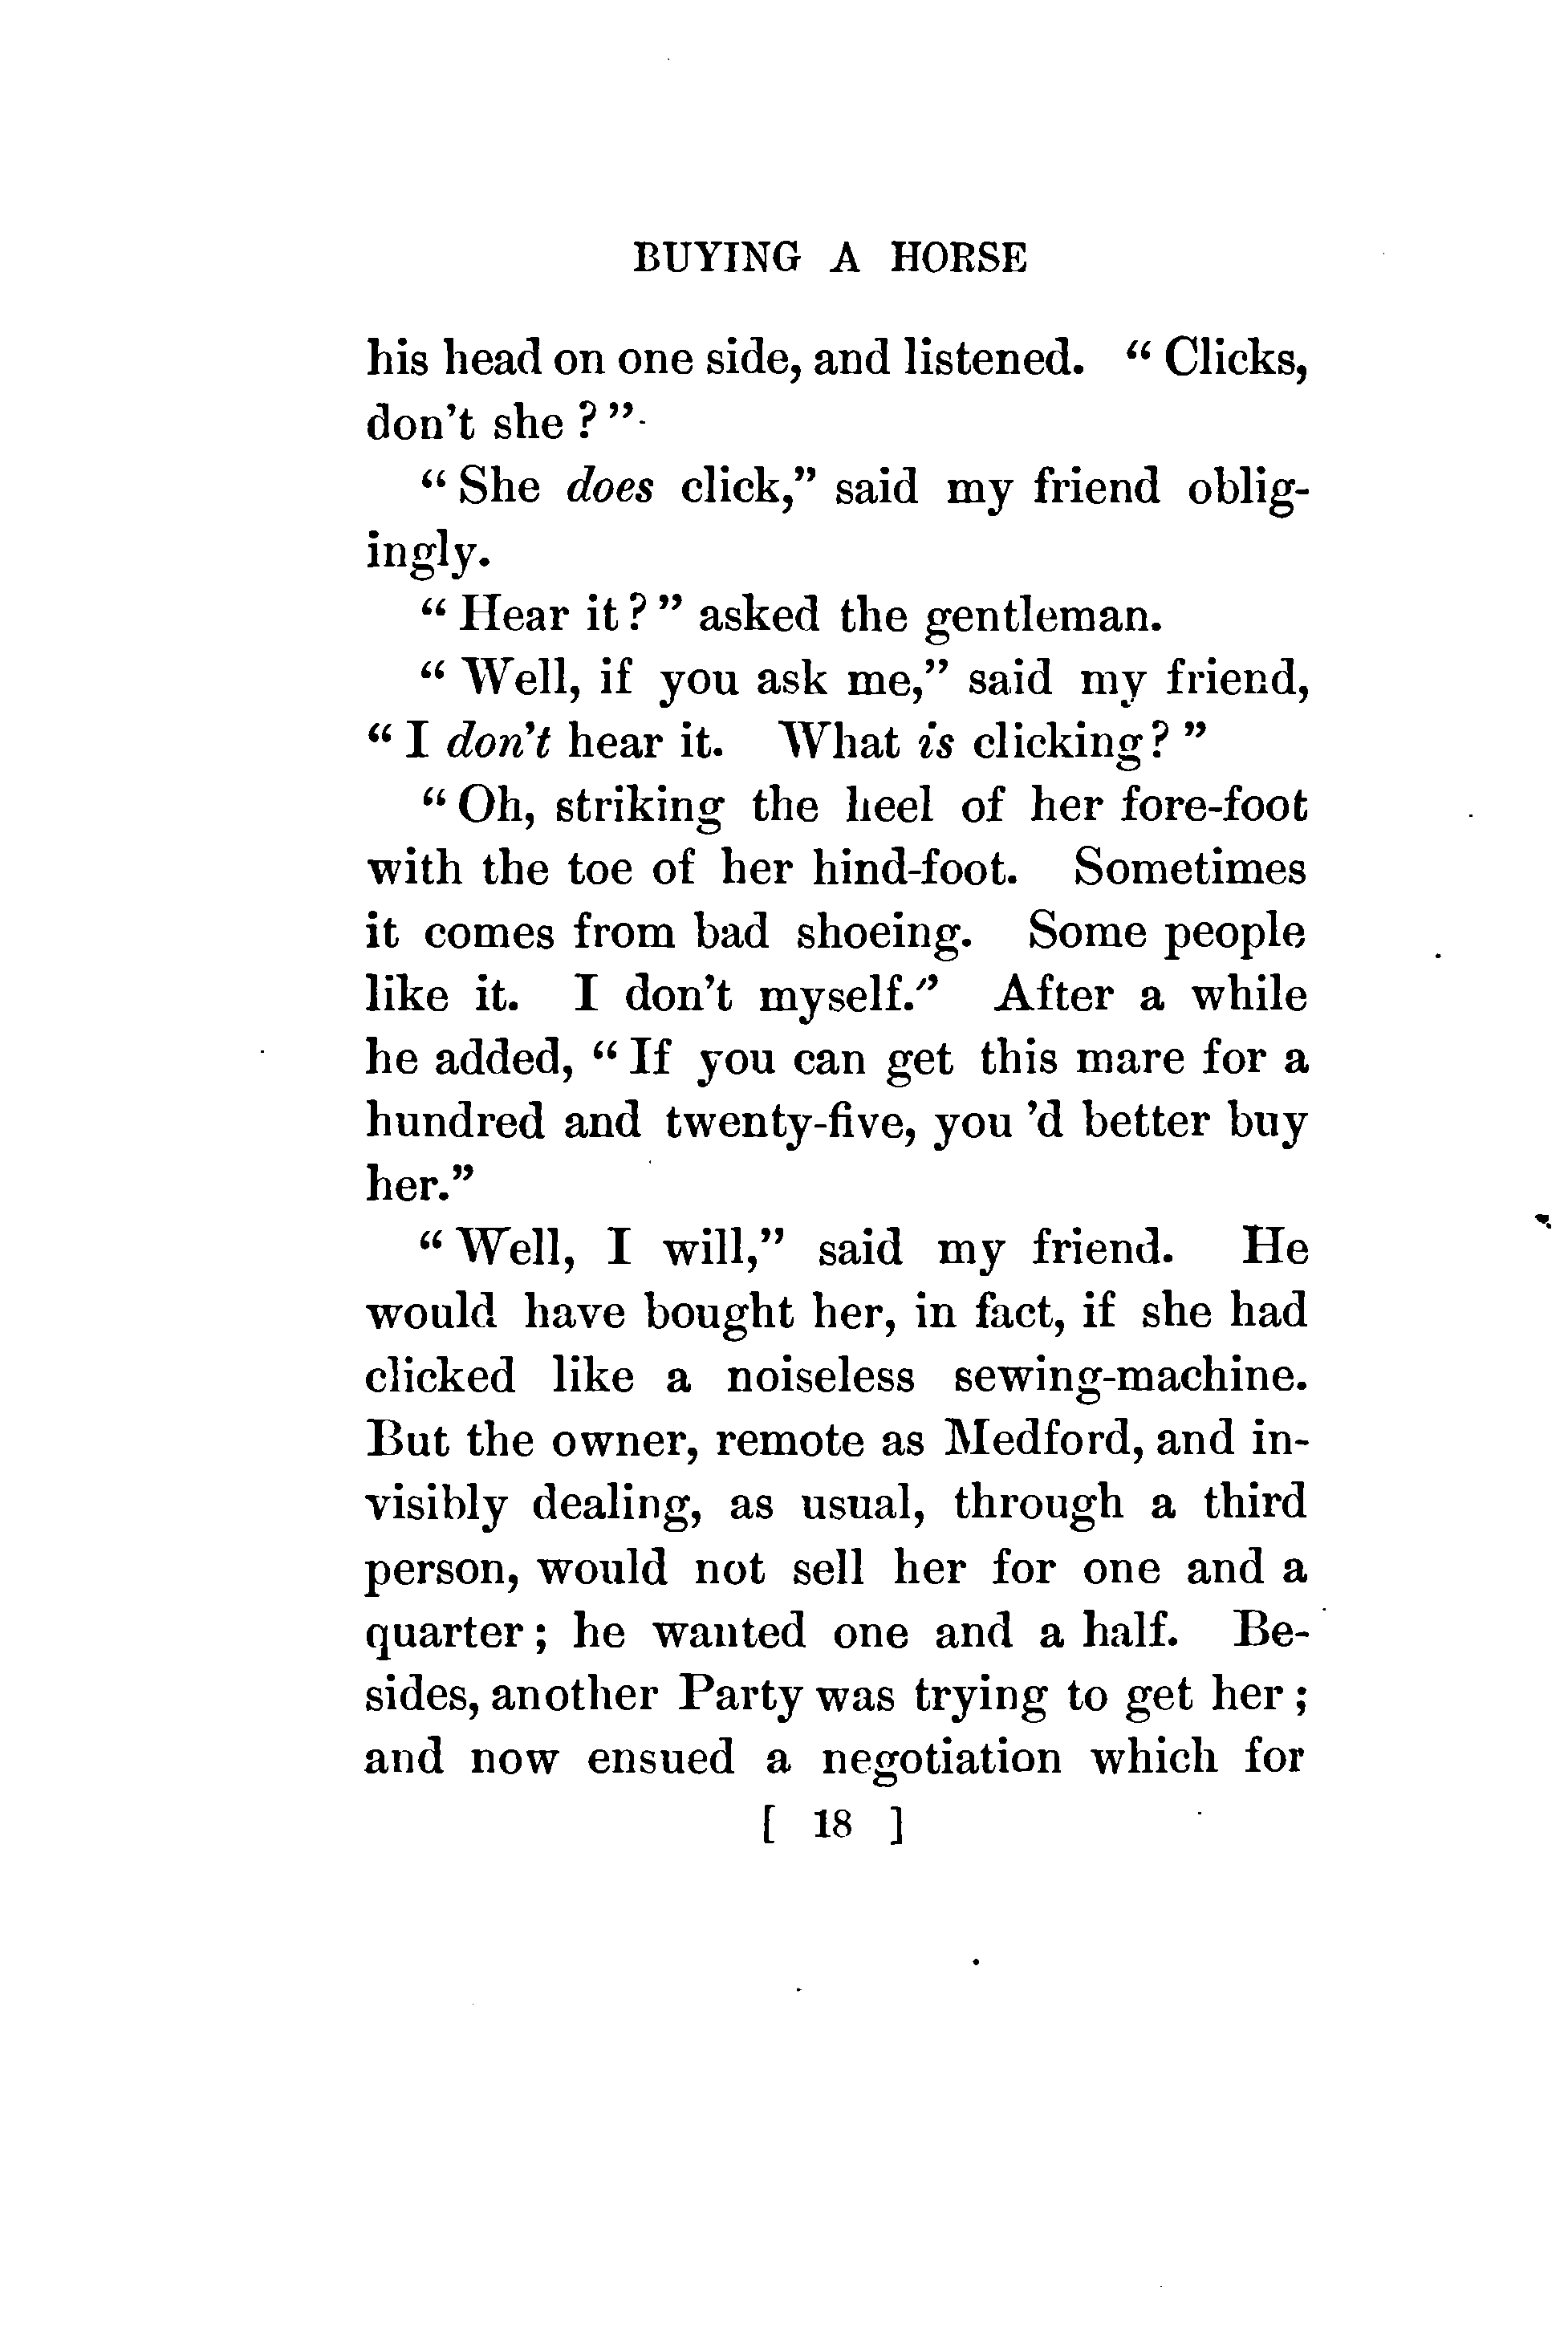 BUYING A HORSE
his head on one side, and listened. “ Clicks,
don't she ? ”
“ She does click,” said my friend oblig-
ingly.
“ Hear it ? ” asked the gentleman.
“ Well, if you ask me,” said my friend,
“ I don't hear it. What is clicking ? ”
“ Oh, striking the heel of her fore-foot
with the toe of her hind-foot. Sometimes
it comes from bad shoeing. Some people
like it. I don't myself.” After a while
he added, “ If you can get this mare for a
hundred and twenty-five, you 'd better buy
her.”
“ Well, I will,” said my friend. He
would have bought her, in fact, if she had
clicked like a noiseless sewing-machine.
But the owner, remote as Medford, and in-
visibly dealing, as usual, through a third
person, would not sell her for one and a
quarter ; he wanted one and a half. Be-
sides, another Party was trying to get her ;
and now ensued a negotiation which for
[ 18 ]